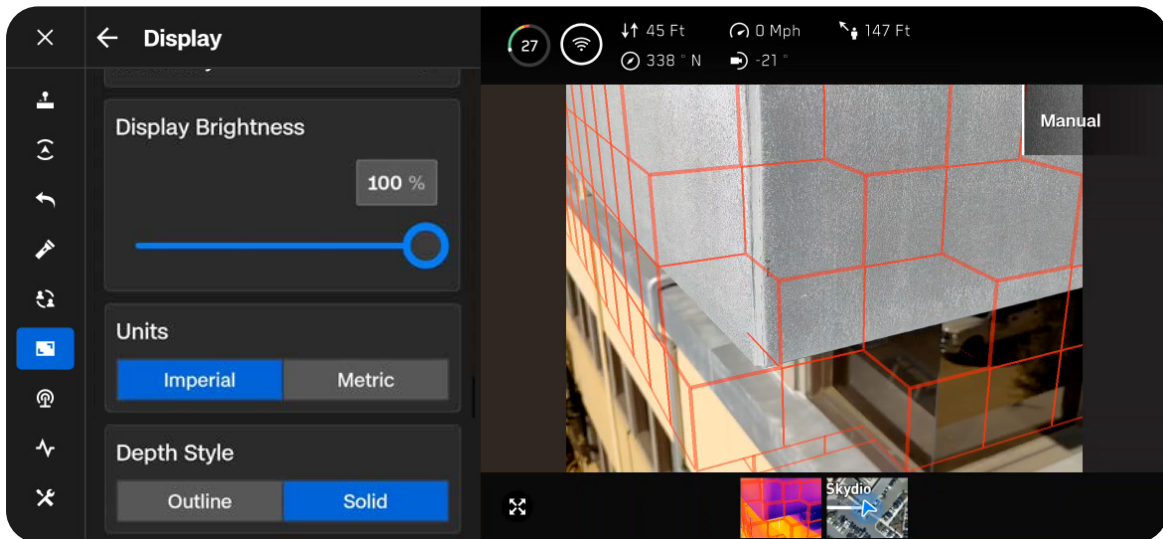 Display
Display Brightness
100 %
Units
Imperial Metric
Depth Style
Outline Solid
27
45 Ft 0 Mph 147 Ft
338 ° N -21 °
Manual
Skydio